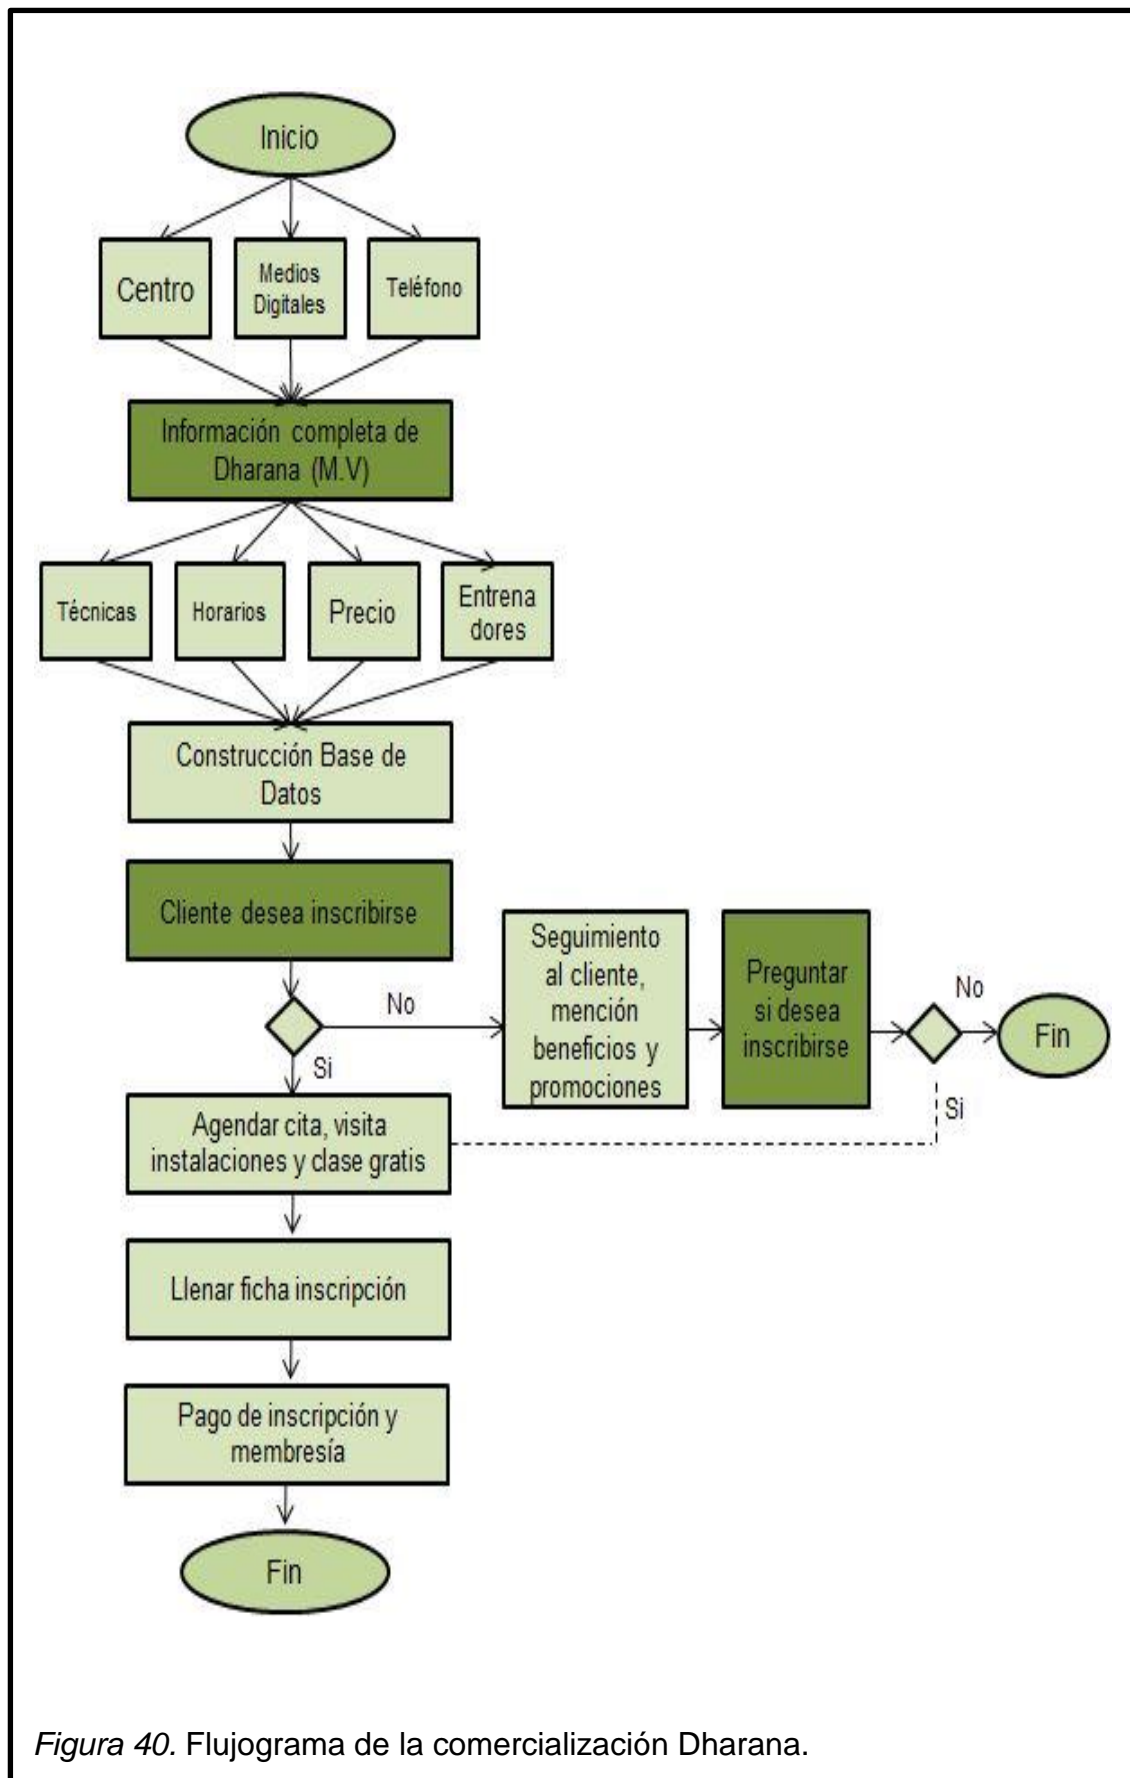 Inicio
Centro
Medios
Digitales
Teléfono
Información completa de
Dharana (M.V)
Técnicas
Horarios
Precio
Entrena
dores
Construcción Base de
Datos
Cliente desea inscribirse
No
Si
Seguimiento
al cliente,
mención
beneficios y
promociones
Preguntar
si desea
inscribirse
No
Fin
Si
Agendar cita, visita
instalaciones y clase gratis
Llenar ficha inscripción
Pago de inscripción y
membresía
Fin
Figura 40. Flujograma de la comercialización Dharana.